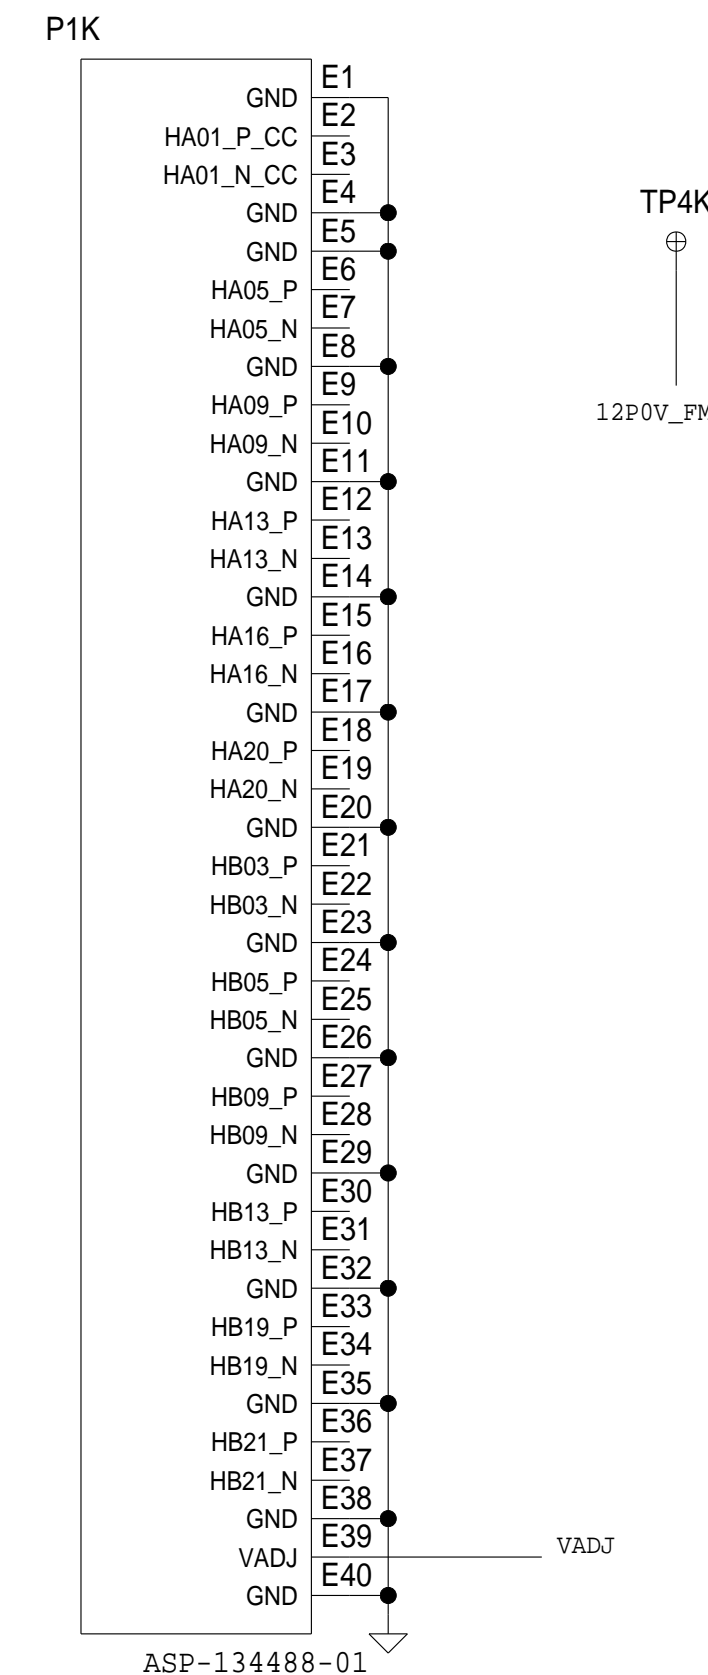 P1K
E1
GND
E2
HA01_P_CC
E3
HA01_N_CC
E4
GND
E5
GND
E6
HA05_P
E7
HA05_N
E8
GND
E9
HA09_P
E10
HA09_N
E11
GND
E12
HA13_P
E13
HA13_N
E14
GND
E15
HA16_P
E16
HA16_N
E17
GND
E18
HA20_P
E19
HA20_N
E20
GND
E21
HB03_P
E22
HB03_N
E23
GND
E24
HB05_P
E25
HB05_N
E26
GND
E27
HB09_P
E28
HB09_N
E29
GND
E30
HB13_P
E31
HB13_N
E32
GND
E33
HB19_P
E34
HB19_N
E35
GND
E36
HB21_P
E37
HB21_N
E38
GND
E39
VADJ
E40
GND
ASP-134488-01
VADJ
TP4K
12P0V_FM